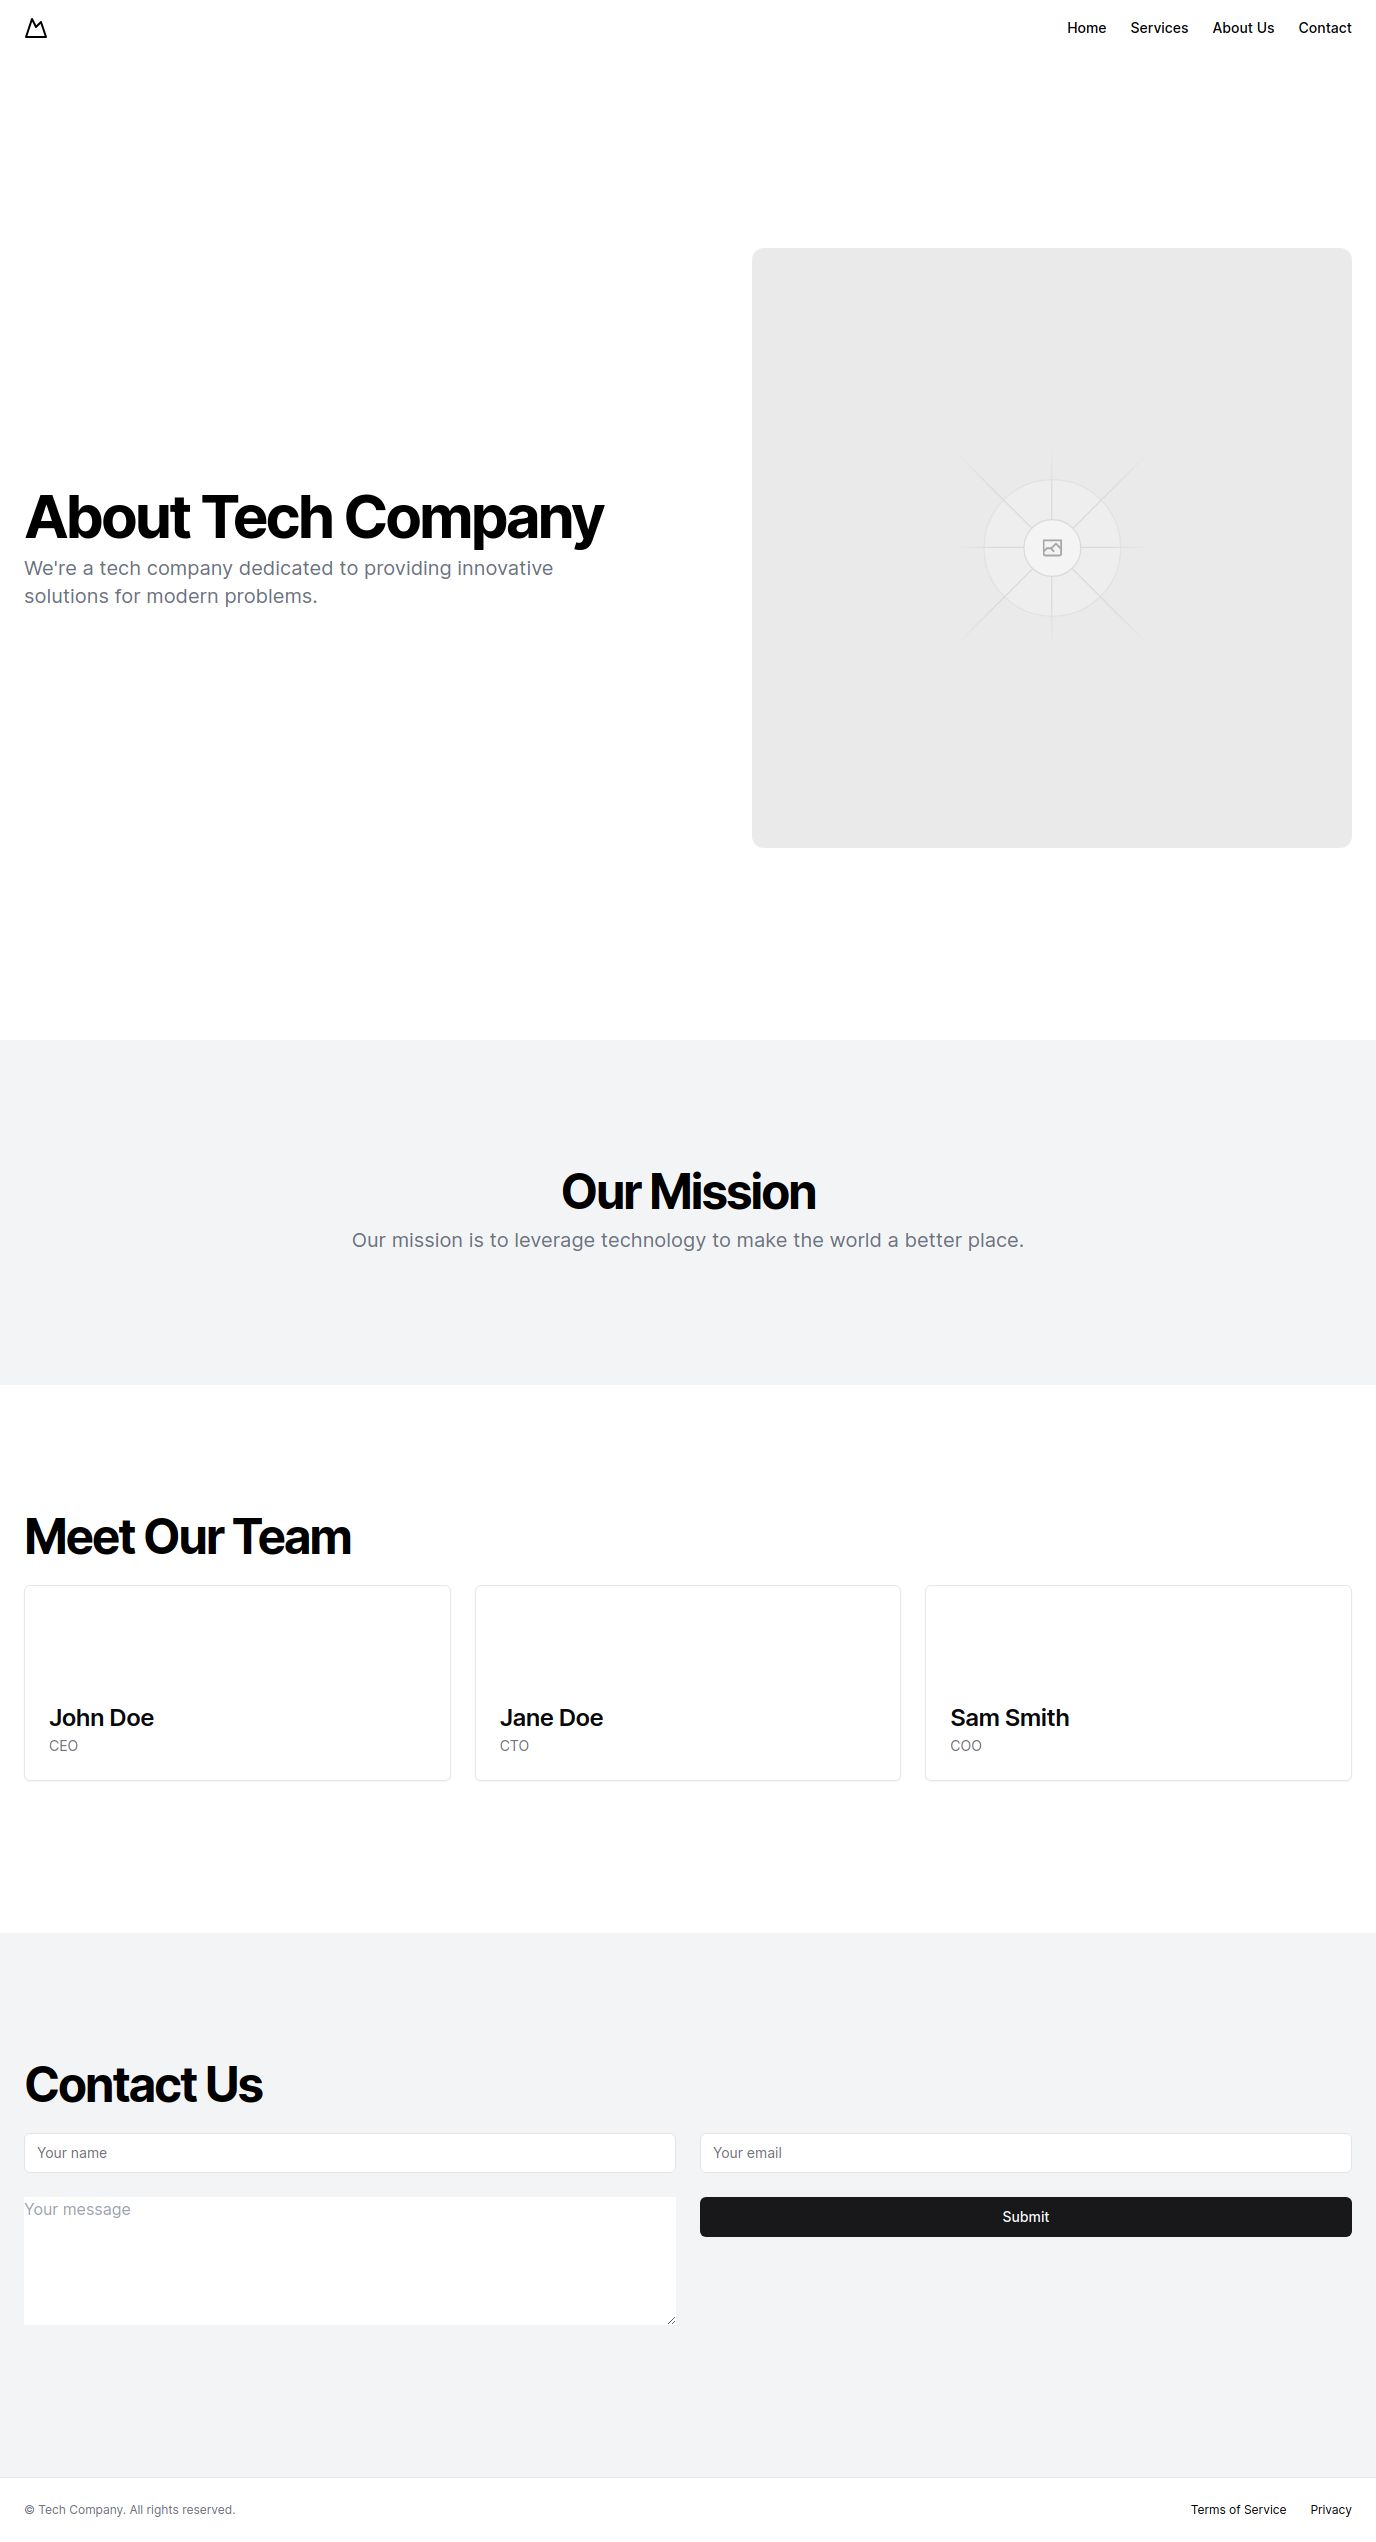 Home Services About Us Contact
About Tech Company
We're a tech company dedicated to providing innovative
solutions for modern problems.
Our Mission
Our mission is to leverage technology to make the world a better place.
Meet Our Team
John Doe
CEO
Jane Doe
CTO
Sam Smith
COO
Contact Us
Your name
Your email
Your message
Submit
© Tech Company. All rights reserved.
Terms of Service Privacy